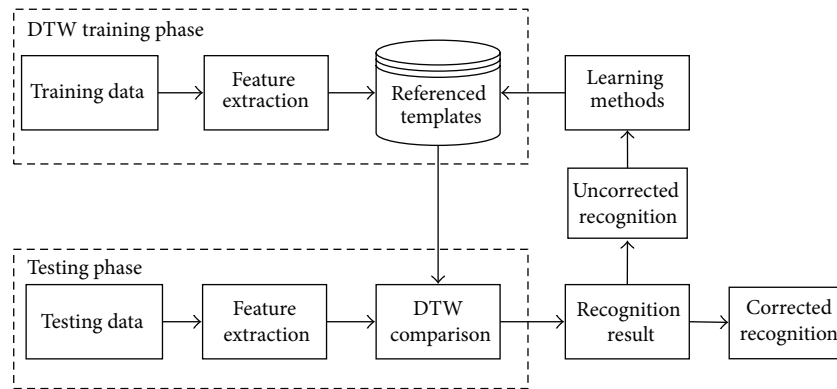 DTW training phase
Training data
Feature
extraction
Referenced
templates
Learning
methods
Uncorrected
recognition
Testing phase
Testing data
Feature
extraction
DTW
comparison
Recognition
result
Corrected
recognition